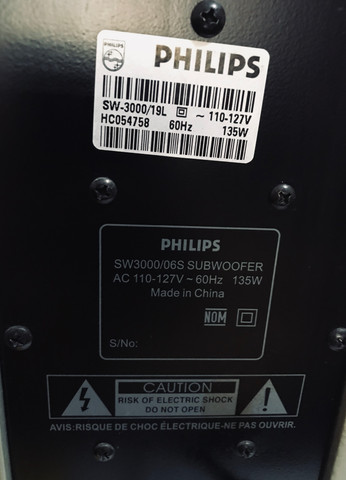 PHILIPS
PHILIPS
SW-3000/19L ~ 110-127V
HC054758 60Hz 135W
PHILIPS
SW3000/06S SUBWOOFER
AC 110-127V ~ 60Hz 135W
Made in China
NOM
S/No:
CAUTION
RISK OF ELECTRIC SHOCK
DO NOT OPEN
AVIS:RISQUE DE CHOC ÉLECTRIQUE-NE PAS OUVRIR.